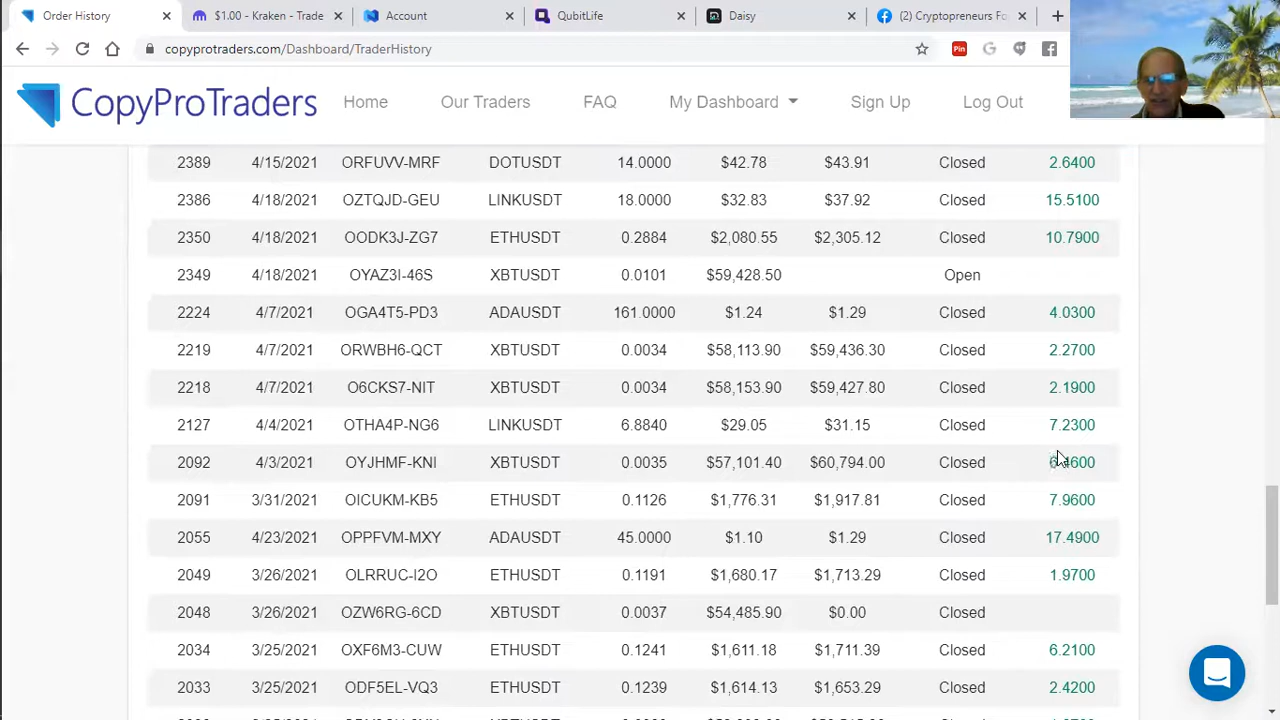 Order History
$1.00 - Kraken - Trade
Account
QubitLife
Daisy
(2) Cryptopreneurs Fo
copyprotraders.com/Dashboard/TraderHistory
Pin
CopyProTraders
Home
Our Traders
FAQ
My Dashboard
Sign Up
Log Out
2389 4/15/2021 ORFUVV-MRF DOTUSDT 14.0000 $42.78 $43.91 Closed 2.6400
2386 4/18/2021 OZTQJD-GEU LINKUSDT 18.0000 $32.83 $37.92 Closed 15.5100
2350 4/18/2021 OODK3J-ZG7 ETHUSDT 0.2884 $2,080.55 $2,305.12 Closed 10.7900
2349 4/18/2021 OYAZ3I-46S XBTUSDT 0.0101 $59,428.50 Open
2224 4/7/2021 OGA4T5-PD3 ADAUSDT 161.0000 $1.24 $1.29 Closed 4.0300
2219 4/7/2021 ORWBH6-QCT XBTUSDT 0.0034 $58,113.90 $59,436.30 Closed 2.2700
2218 4/7/2021 O6CKS7-NIT XBTUSDT 0.0034 $58,153.90 $59,427.80 Closed 2.1900
2127 4/4/2021 OTHA4P-NG6 LINKUSDT 6.8840 $29.05 $31.15 Closed 7.2300
2092 4/3/2021 OYJHMF-KNI XBTUSDT 0.0035 $57,101.40 $60,794.00 Closed
2091 3/31/2021 OICUKM-KB5 ETHUSDT 0.1126 $1,776.31 $1,917.81 Closed 7.9600
2055 4/23/2021 OPPFVM-MXY ADAUSDT 45.0000 $1.10 $1.29 Closed 17.4900
2049 3/26/2021 OLRRUC-I2O ETHUSDT 0.1191 $1,680.17 $1,713.29 Closed 1.9700
2048 3/26/2021 OZW6RG-6CD XBTUSDT 0.0037 $54,485.90 $0.00 Closed
2034 3/25/2021 OXF6M3-CUW ETHUSDT 0.1241 $1,611.18 $1,711.39 Closed 6.2100
2033 3/25/2021 ODF5EL-VQ3 ETHUSDT 0.1239 $1,614.13 $1,653.29 Closed 2.4200